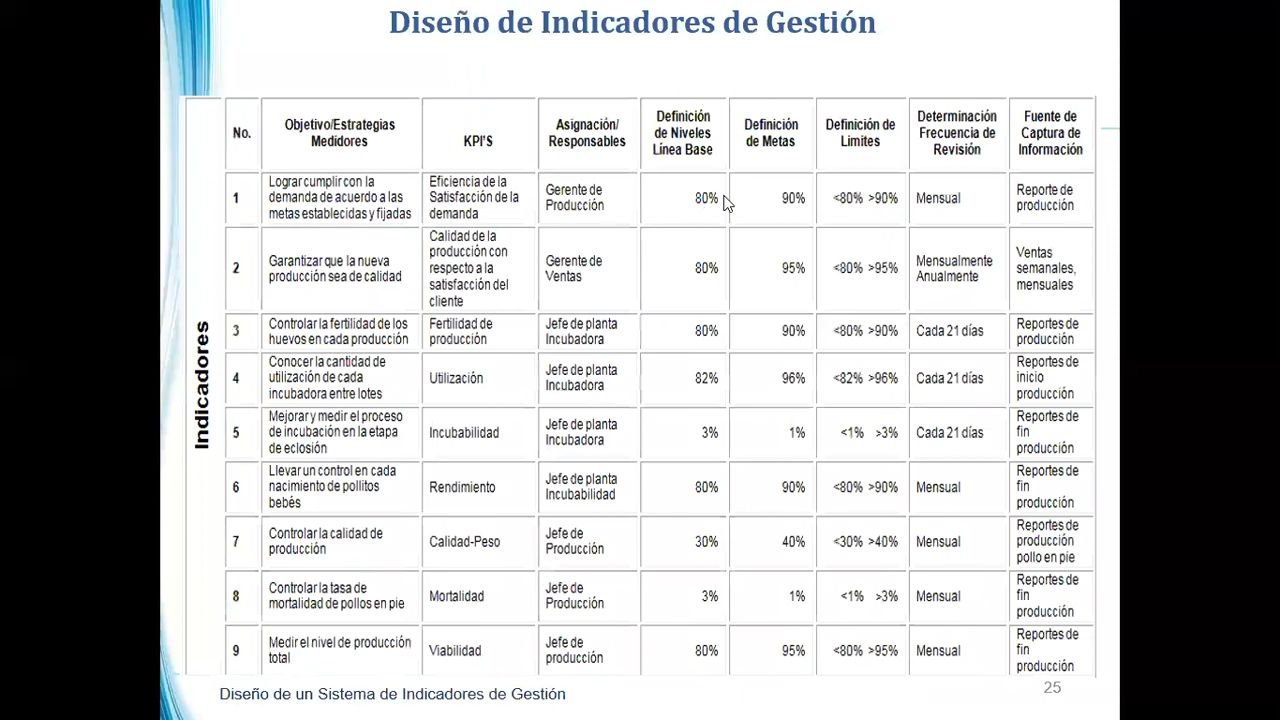 Diseño de Indicadores de Gestión
Indicadores
No.
Objetivo/Estrategias
Medidores
KPI'S
Asignación/
Responsables
Definición
de Niveles
Línea Base
Definición
de Metas
Definición de
Limites
Determinación
Frecuencia de
Revisión
Fuente de
Captura de
Información
1
Lograr cumplir con la
demanda de acuerdo a las
metas establecidas y fijadas
Eficiencia de la
Satisfacción de la
demanda
Gerente de
Producción
80%
90%
<80% >90%
Mensual
Reporte de
producción
2
Garantizar que la nueva
producción sea de calidad
Calidad de la
producción con
respecto a la
satisfacción del
cliente
Gerente de
Ventas
80%
95%
<80% >95%
Mensualmente
Anualmente
Ventas
semanales,
mensuales
3
Controlar la fertilidad de los
huevos en cada producción
Fertilidad de
producción
Jefe de planta
Incubadora
80%
90%
<80% >90%
Cada 21 días
Reportes de
producción
4
Conocer la cantidad de
utilización de cada
incubadora entre lotes
Utilización
Jefe de planta
Incubadora
82%
96%
<82% >96%
Cada 21 días
Reportes de
inicio
producción
5
Mejorar y medir el proceso
de incubación en la etapa
de eclosión
Incubabilidad
Jefe de planta
Incubadora
3%
1%
<1% >3%
Cada 21 días
Reportes de
fin
producción
6
Llevar un control en cada
nacimiento de pollitos
bebés
Rendimiento
Jefe de planta
Incubabilidad
80%
90%
<80% >90%
Mensual
Reportes de
fin
producción
7
Controlar la calidad de
producción
Calidad-Peso
Jefe de
Producción
30%
40%
<30% >40%
Mensual
Reportes de
producción
pollo en pie
8
Controlar la tasa de
mortalidad de pollos en pie
Mortalidad
Jefe de
Producción
3%
1%
<1% >3%
Mensual
Reportes de
fin
producción
9
Medir el nivel de producción
total
Viabilidad
Jefe de
producción
80%
95%
<80% >95%
Mensual
Reportes de
fin
producción
Diseño de un Sistema de Indicadores de Gestión
25